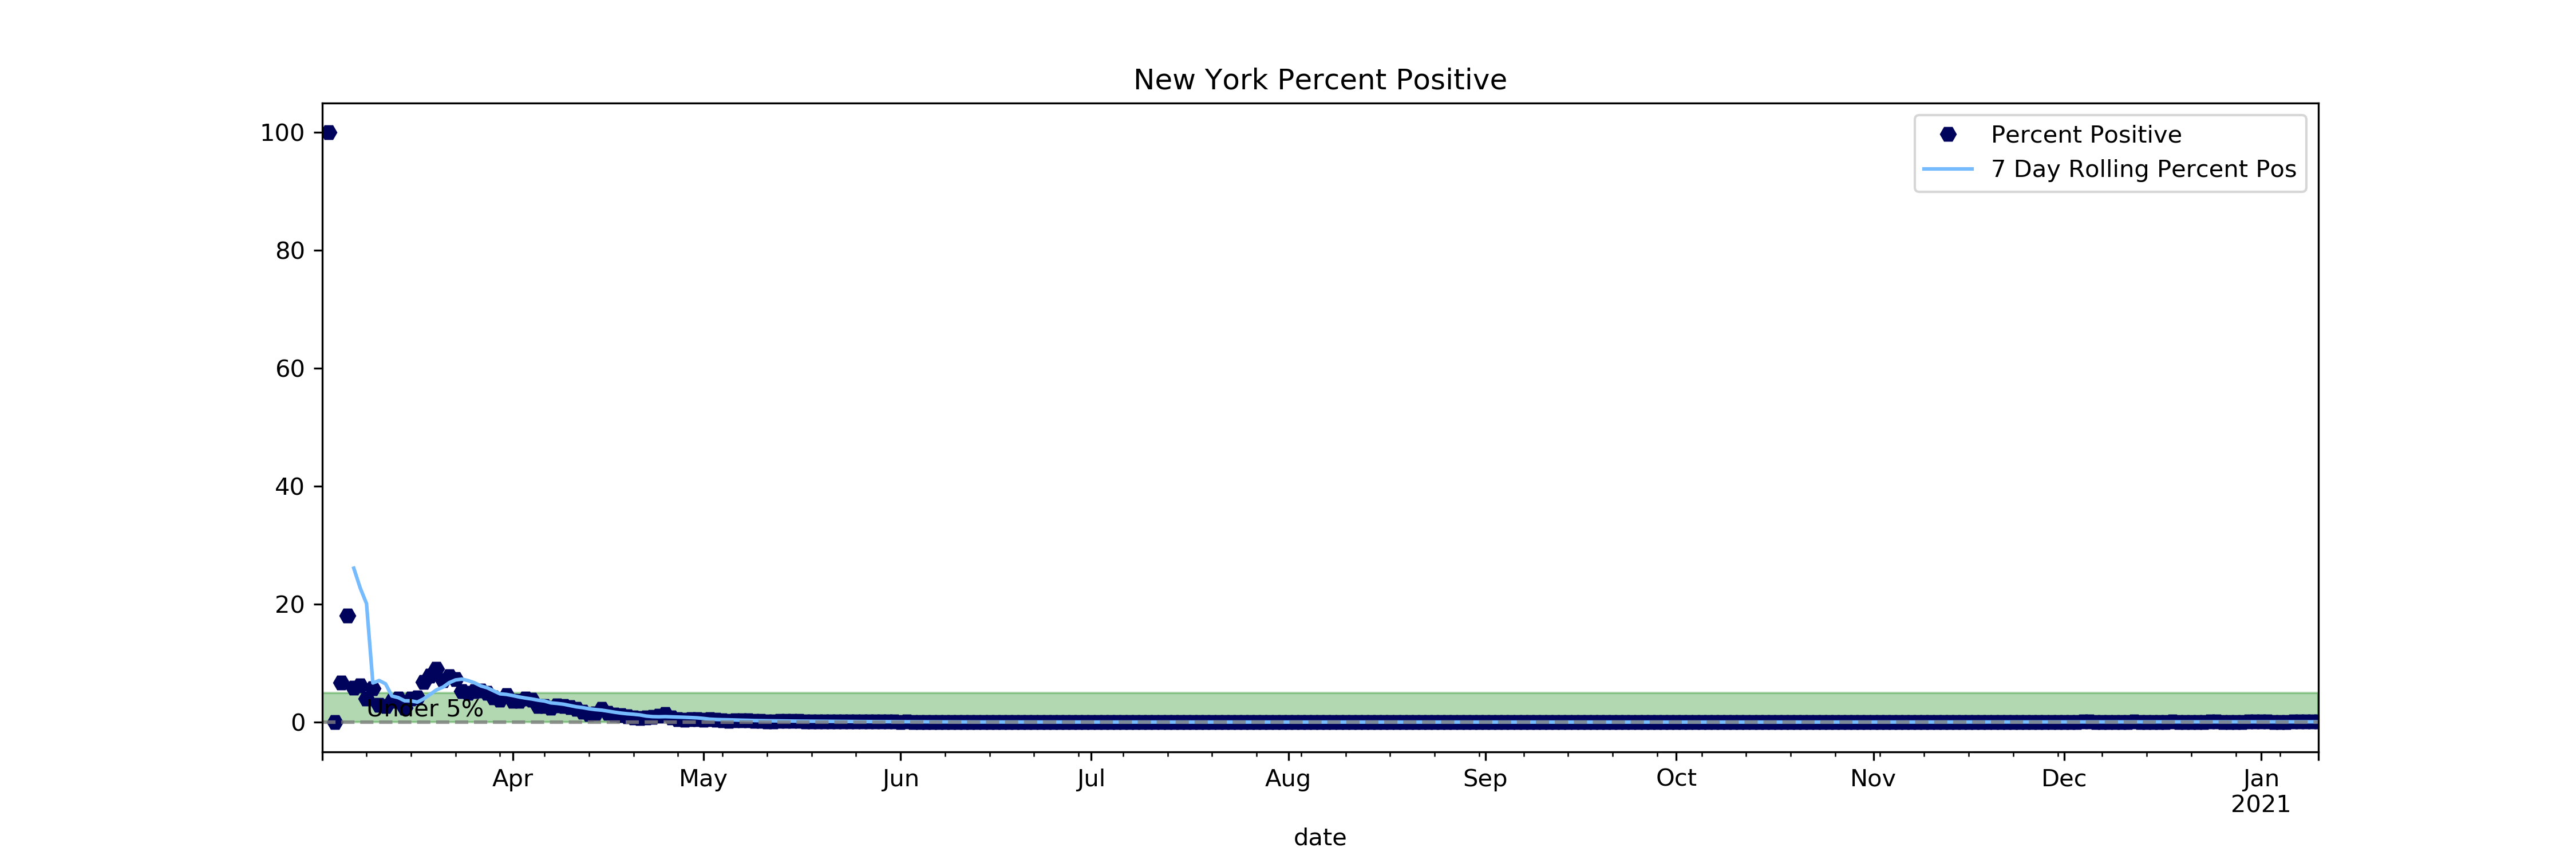 New York Percent Positive
100
80
60
40
20
0
Percent Positive
7 Day Rolling Percent Pos
Under 5%
Apr May Jun Jul Aug Sep Oct Nov Dec Jan
2021
date